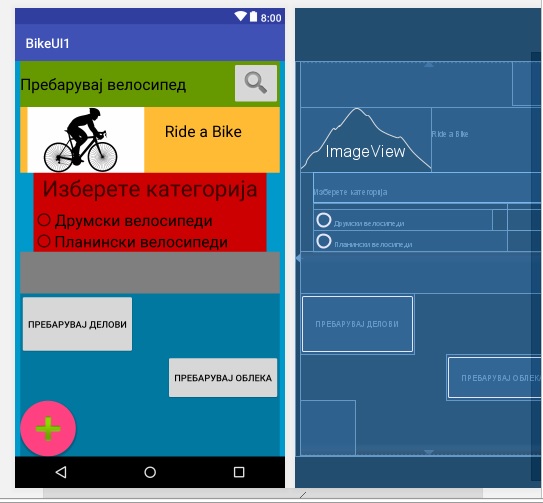 8:00
BikeUI1
Пребарувај велосипед
Ride a Bike
Изберете категорија
Друмски велосипеди
Планински велосипеди
ПРЕБАРУВАЈ ДЕЛОВИ
ПРЕБАРУВАЈ ОБЛЕКА
ImageView
Ride a Bike
Изберете категорија
Друмски велосипеди
Планински велосипеди
ПРЕБАРУВАЈ ДЕЛОВИ
ПРЕБАРУВАЈ ОБЛЕК